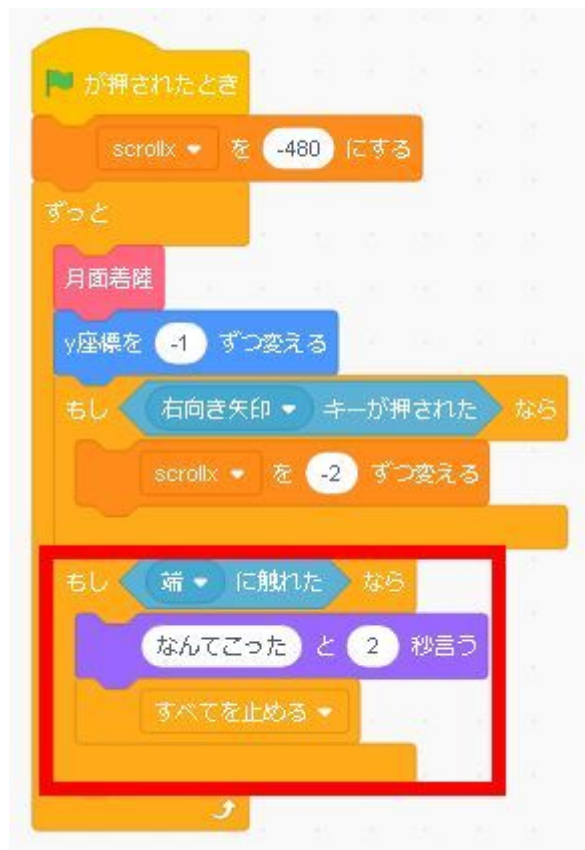 が押されたとき
scrollx を -480 にする
ずっと
月面着陸
y座標を -1 ずつ変える
もし 右向き矢印 キーが押された なら
scrollx を -2 ずつ変える
もし 端 に触れた なら
なんてこった と 2 秒言う
すべてを止める